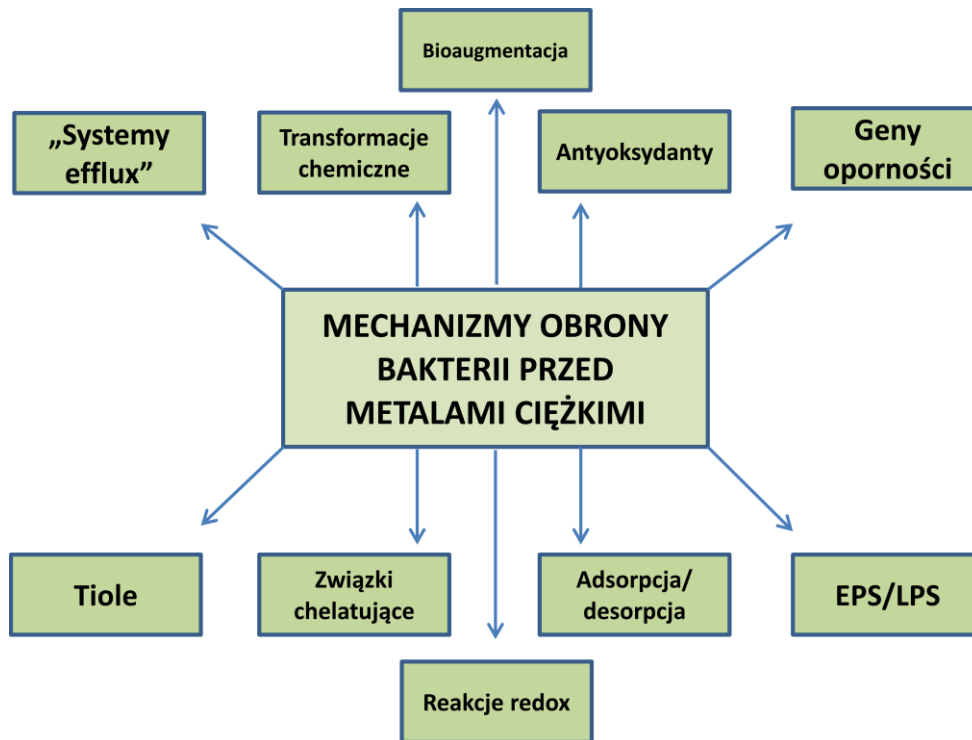 Bioaugmentacja
„Systemy
efflux”
Transformacje
chemiczne
Antyoksydanty
Geny
oporności
MECHANIZMY OBRONY
BAKTERII PRZED
METALAMI CIĘŻKIMI
Tiole
Związki
chelatujące
Adsorpcja/
desorpcja
EPS/LPS
Reakcje redox